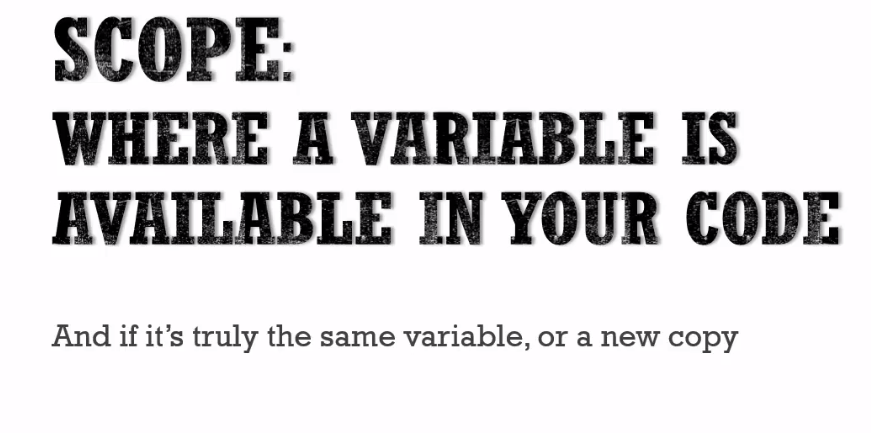 SCOPE:
WHERE A VARIABLE IS
AVAILABLE IN YOUR CODE
And if it’s truly the same variable, or a new copy